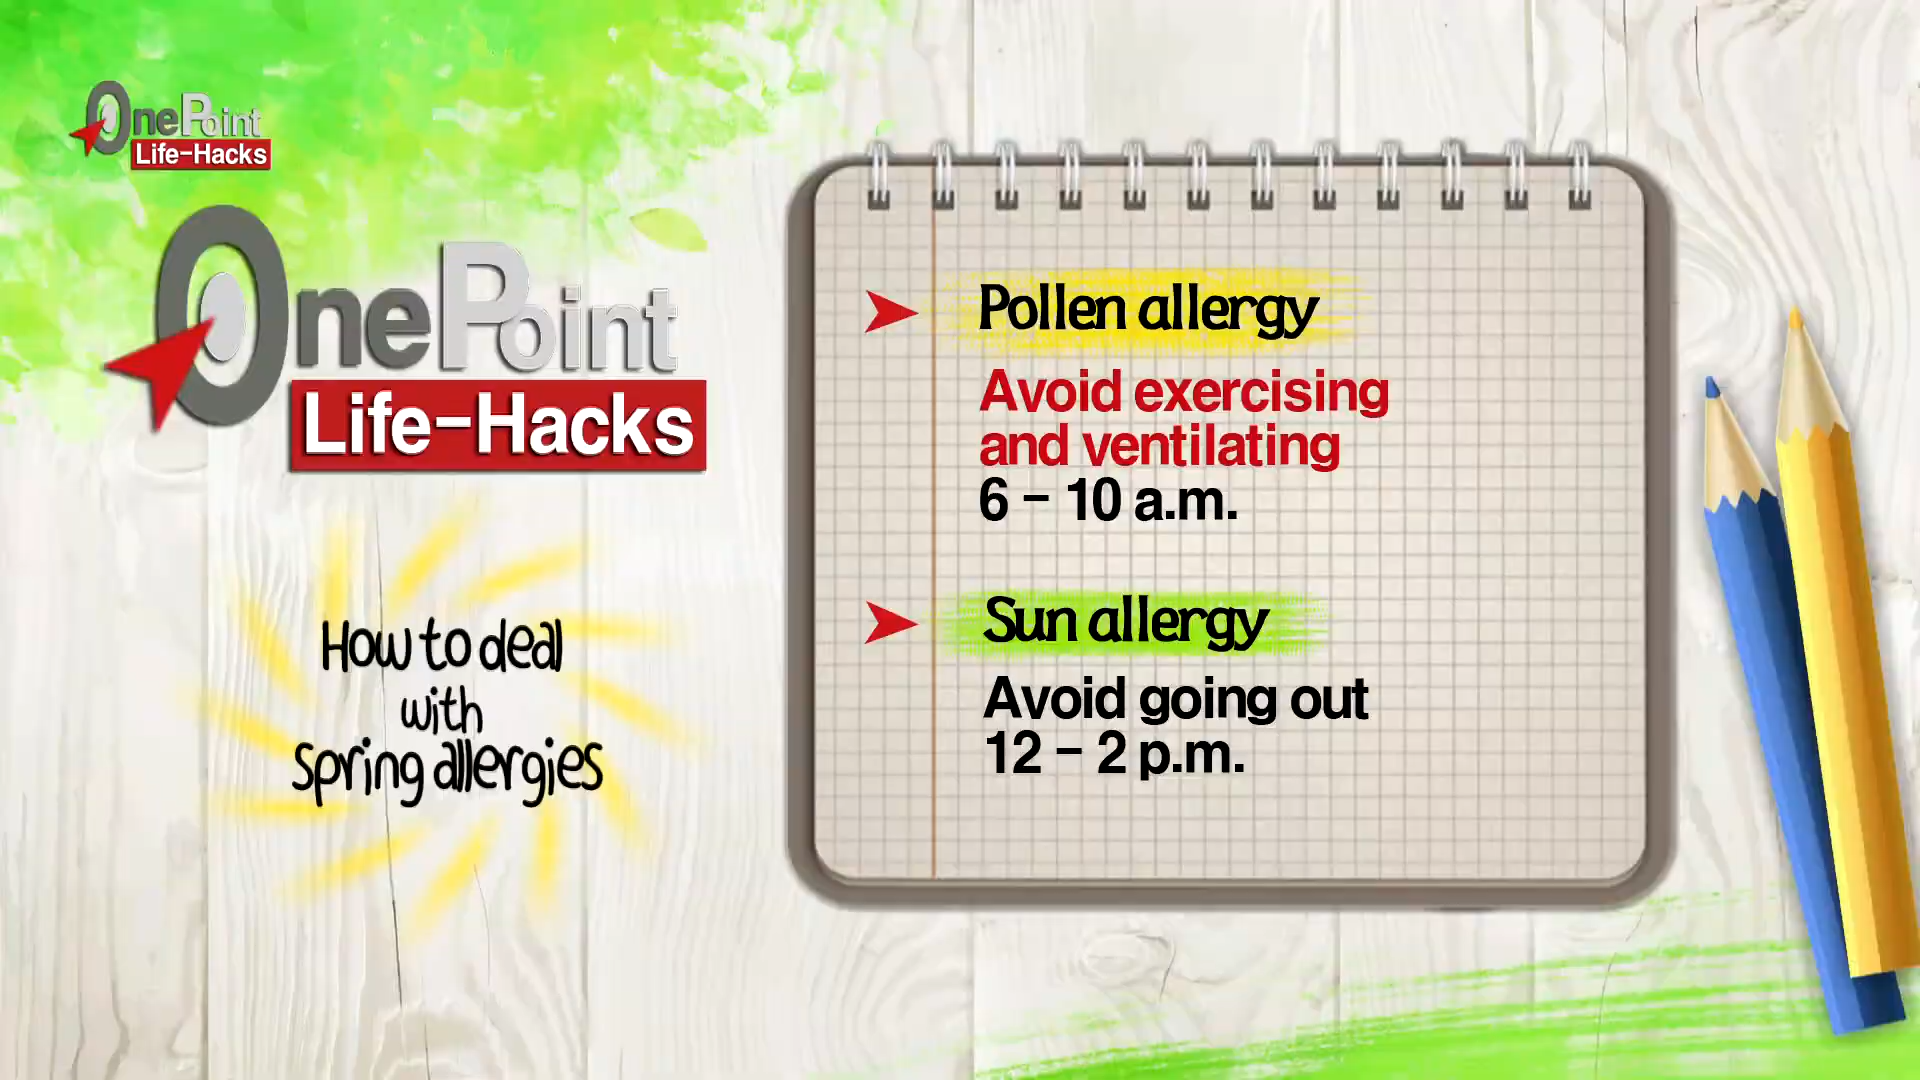 OnePoint
Life-Hacks
OnePoint
Life-Hacks
How to deal
with
Spring allergies
Pollen allergy
Avoid exercising
and ventilating
6 - 10 a.m.
Sun allergy
Avoid going out
12 - 2 p.m.